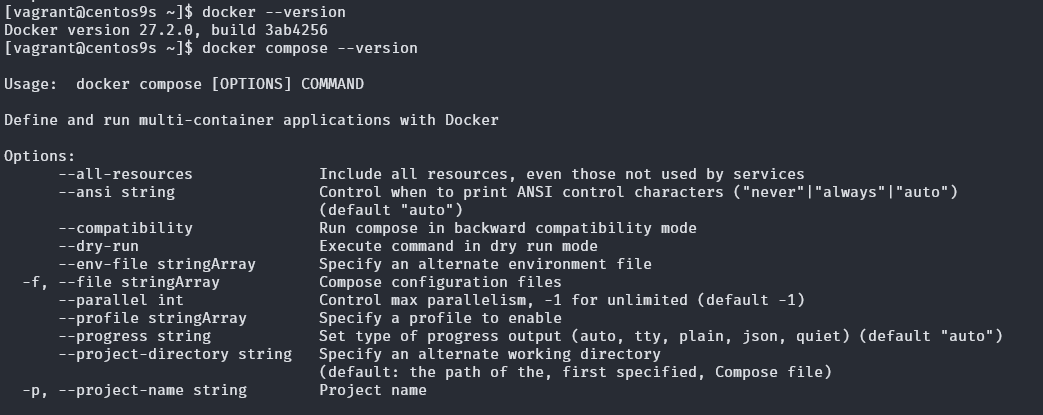 [vagrant@centos9s ~]$ docker --version
Docker version 27.2.0, build 3ab4256
[vagrant@centos9s ~]$ docker compose --version
Usage:  docker compose [OPTIONS] COMMAND
Define and run multi-container applications with Docker
Options:
      --all-resources              Include all resources, even those not used by services
      --ansi string                Control when to print ANSI control characters ("never"|"always"|"auto")
                                   (default "auto")
      --compatibility              Run compose in backward compatibility mode
      --dry-run                    Execute command in dry run mode
      --env-file stringArray       Specify an alternate environment file
  -f, --file stringArray           Compose configuration files
      --parallel int               Control max parallelism, -1 for unlimited (default -1)
      --profile stringArray        Specify a profile to enable
      --progress string            Set type of progress output (auto, tty, plain, json, quiet) (default "auto")
      --project-directory string   Specify an alternate working directory
                                   (default: the path of the, first specified, Compose file)
  -p, --project-name string        Project name